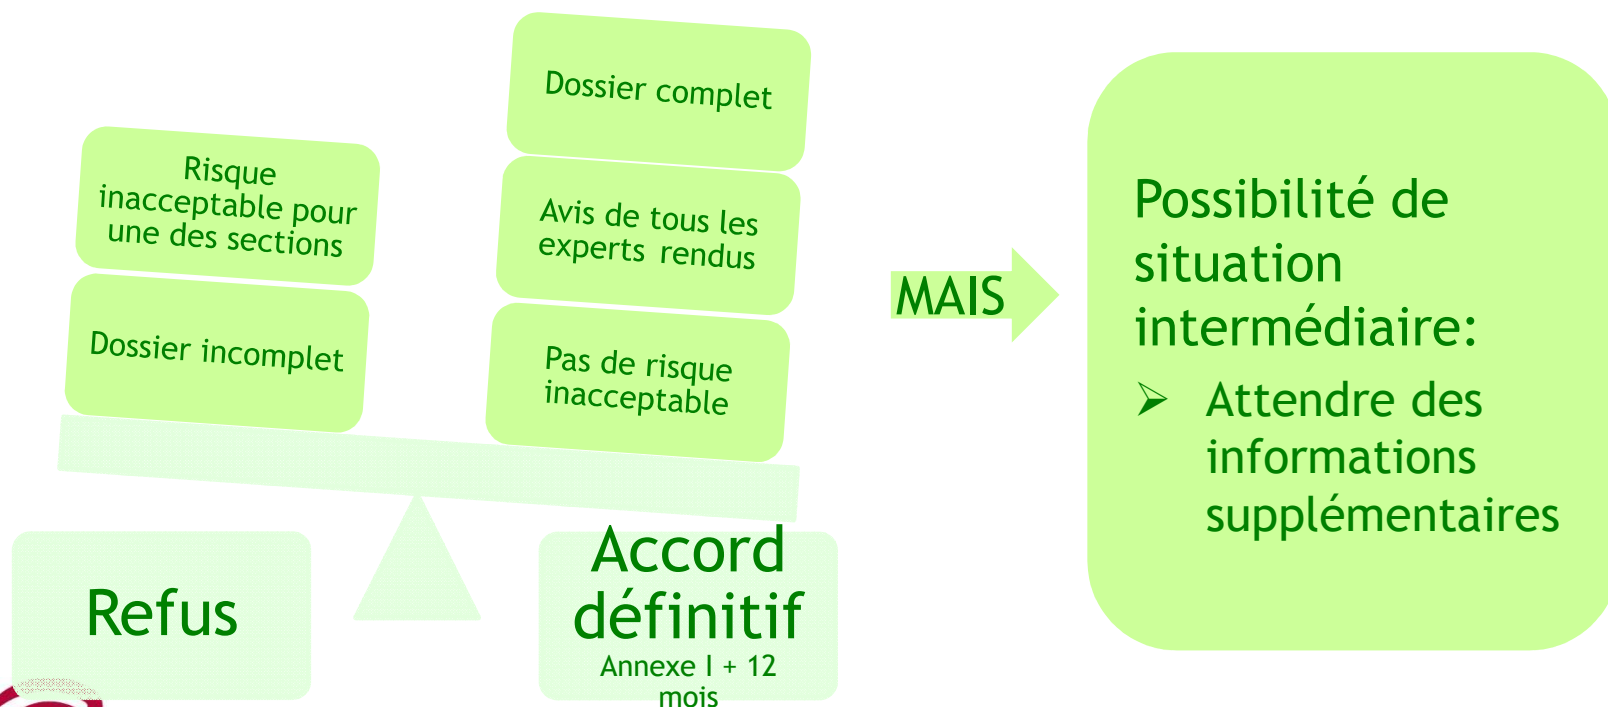 Risque
inacceptable pour
une des sections
Dossier incomplet
Refus
Dossier complet
Avis de tous les
experts rendus
Pas de risque
inacceptable
Accord
définitif
Annexe I + 12
mois
MAIS
Possibilité de
situation
intermédiaire:
➢ Attendre des
informations
supplémentaires